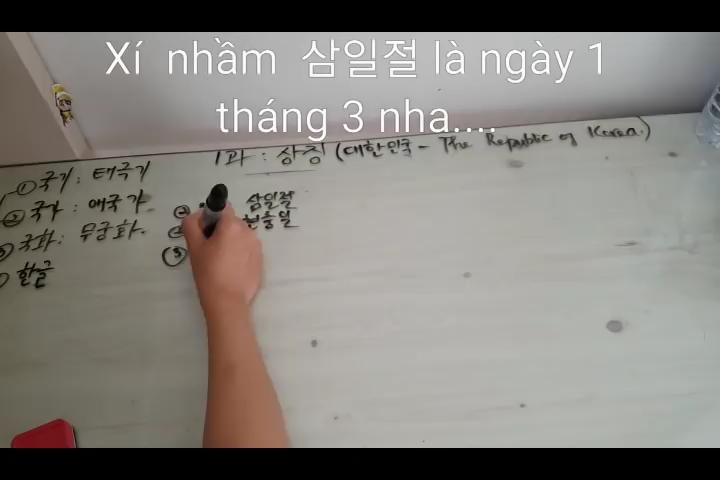 Xí nhầm 삼일절 là ngày 1
tháng 3 nha....
1과 : 상징 (대한민국 - The Republic of Korea.)
① 국기 : 태극기
② 국가 : 애국가
③ 국화 : 무궁화.
한글
② 삼일절
현충일
③